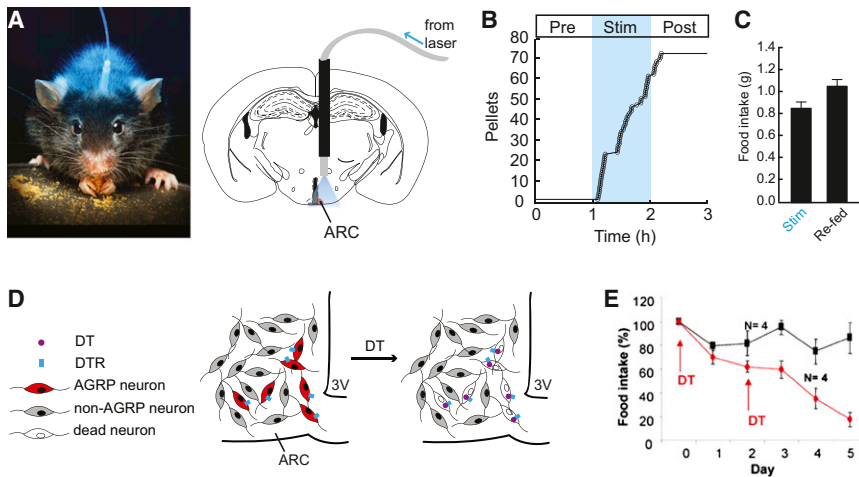 A
from
laser
ARC
B
Pre Stim Post
80
70
60
50
40
30
20
10
0
Pellets
0 1 2 3
Time (h)
C
1.4
1.2
1.0
0.8
0.6
0.4
0.2
0.0
Food intake (g)
Stim
Re-fed
D
DT
DTR
AGRP neuron
non-AGRP neuron
dead neuron
DT
3V
3V
ARC
E
120
100
80
60
40
20
0
Food intake (%)
N= 4
N= 4
DT
DT
0 1 2 3 4 5
Day